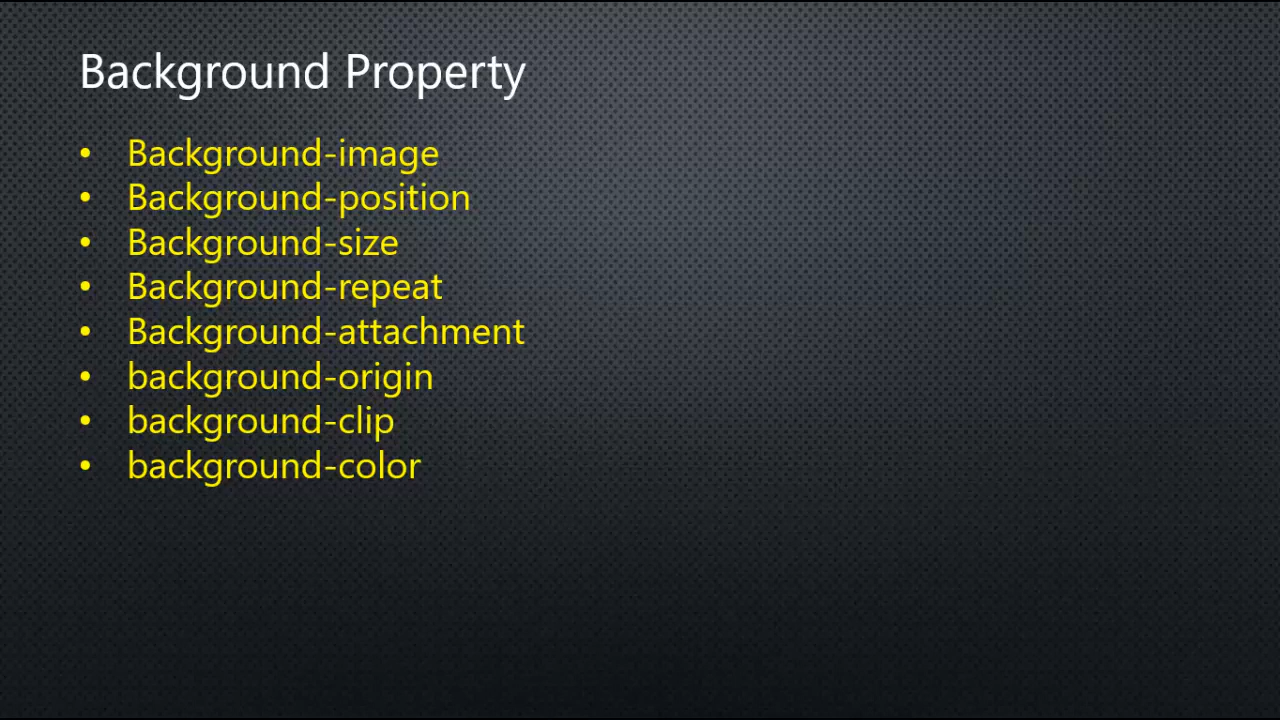 Background Property
• Background-image
• Background-position
• Background-size
• Background-repeat
• Background-attachment
• background-origin
• background-clip
• background-color